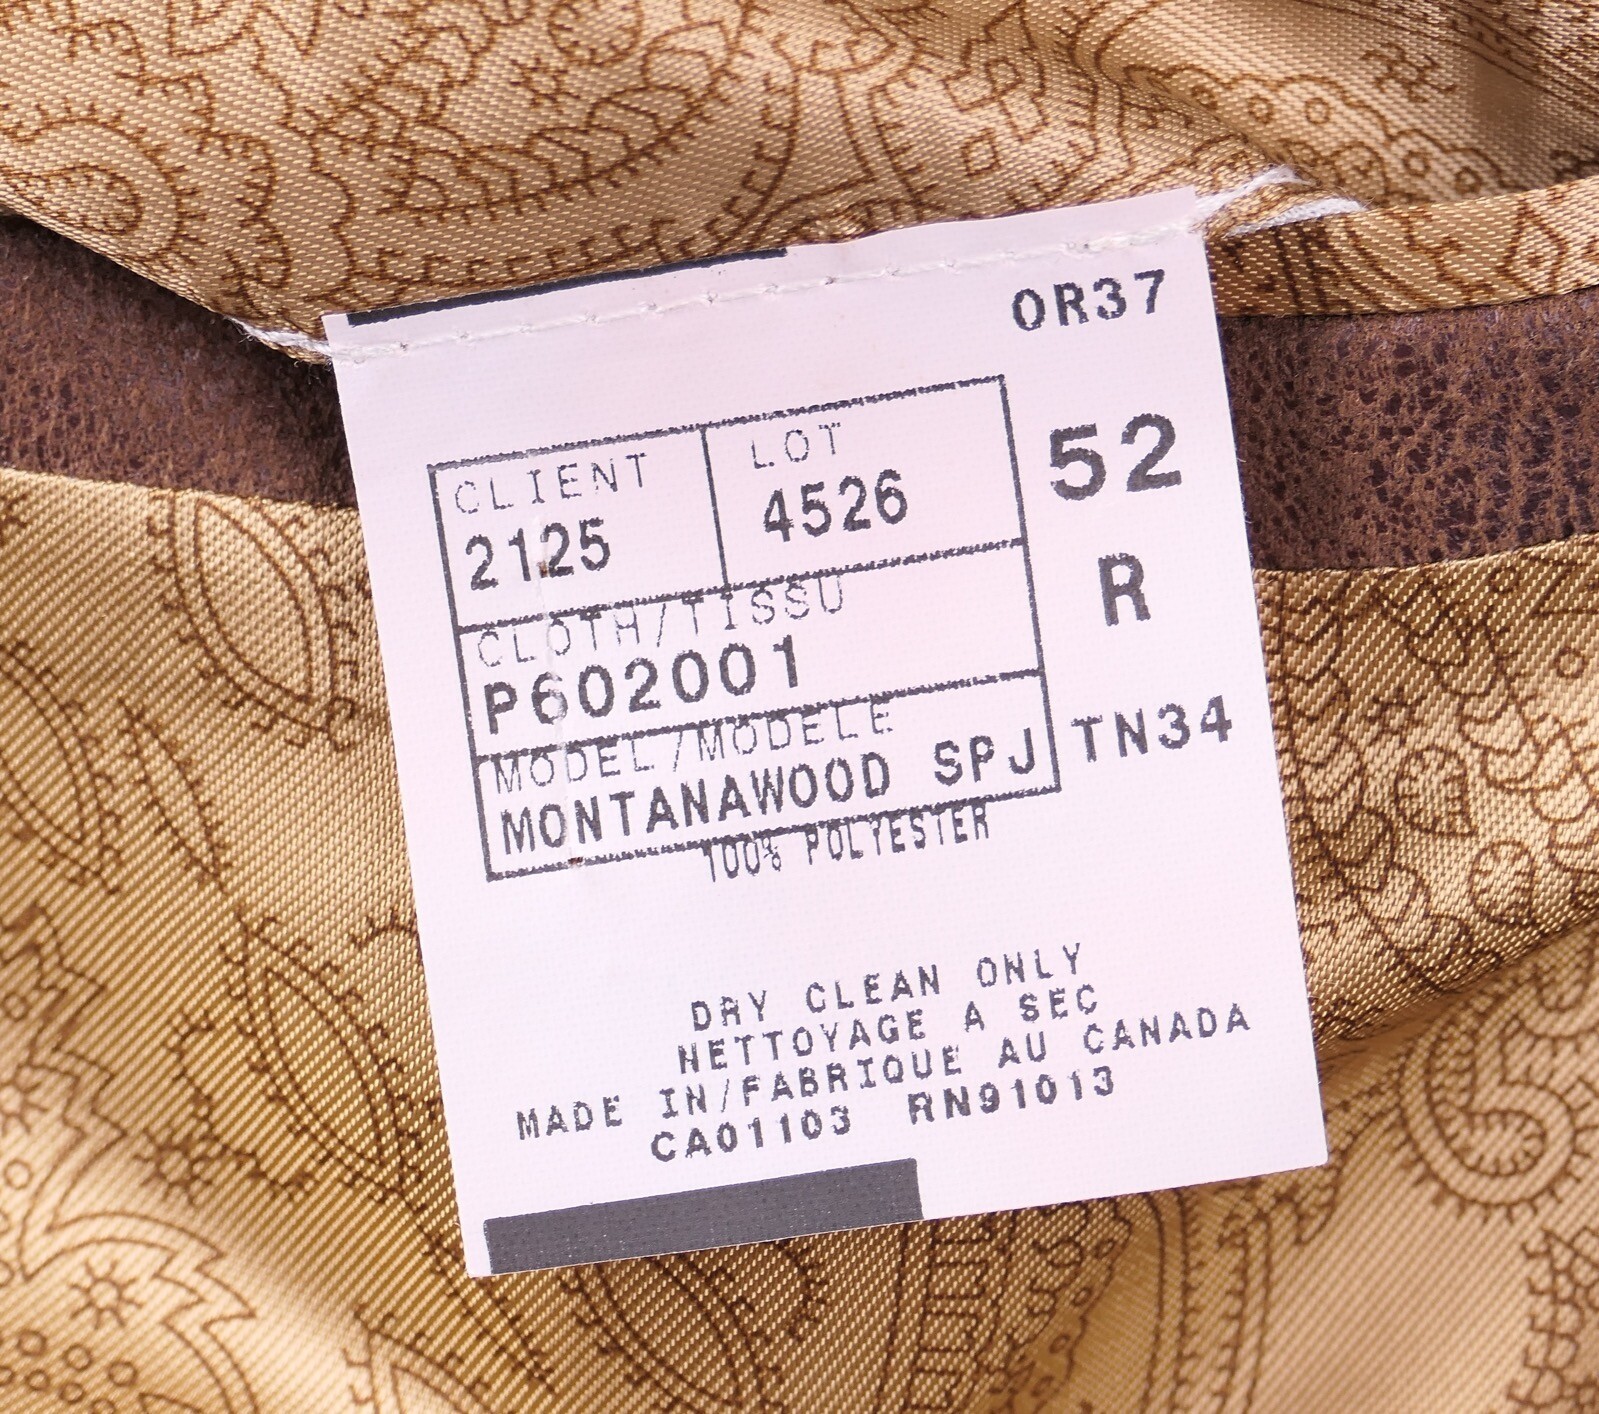 OR37
CLIENT LOT
2125 4526
52
CLOTH/TISSU
P602001
R
MODEL/MODELE
MONTANAWOOD SPJ
TN34
100% POLYESTER
DRY CLEAN ONLY
NETTOYAGE A SEC
MADE IN/FABRIQUE AU CANADA
CA01103 RN91013